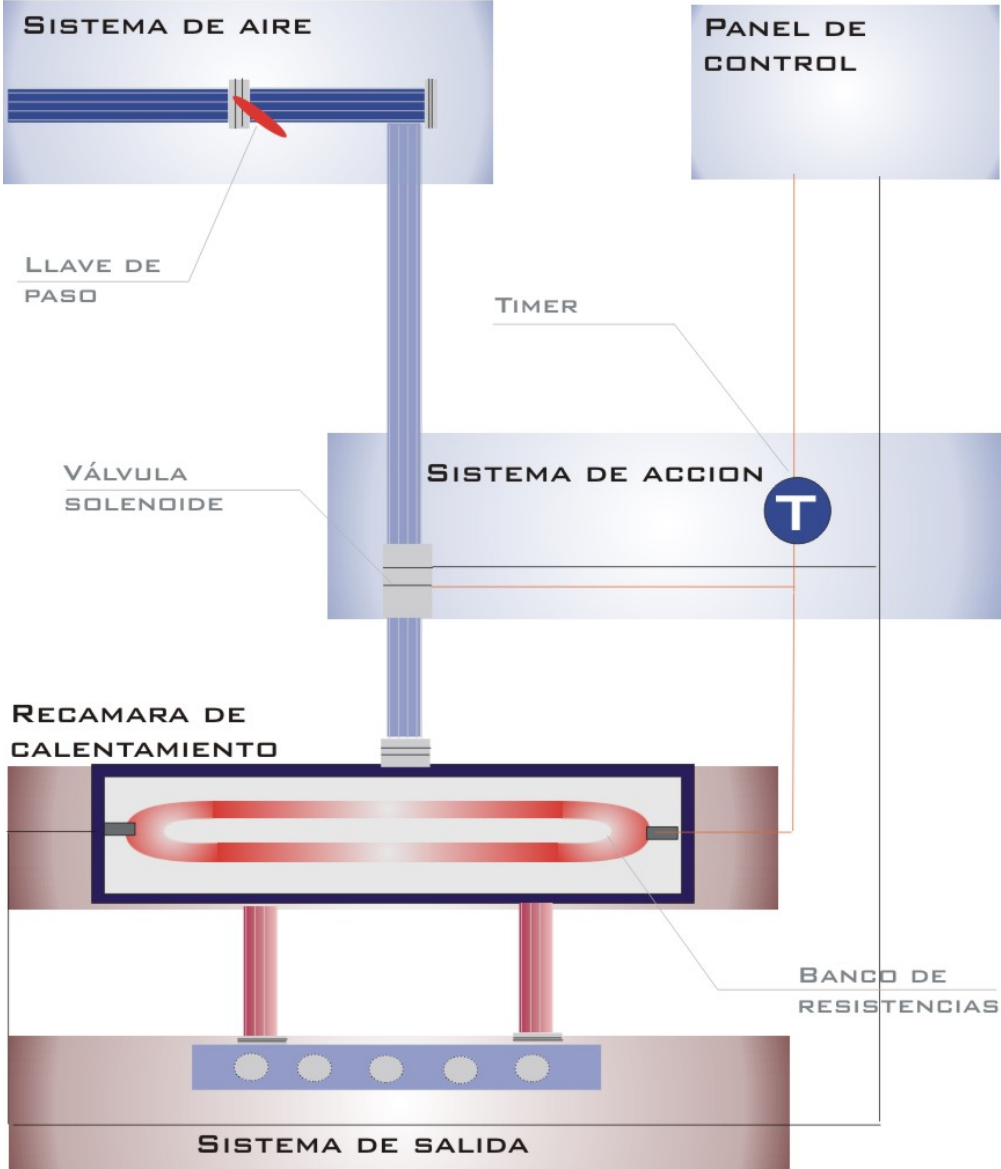 SISTEMA DE AIRE
PANEL DE
CONTROL
LLAVE DE
PASO
TIMER
VÁLVULA
SOLENOIDE
SISTEMA DE ACCION
T
RECAMARA DE
CALENTAMIENTO
BANCO DE
RESISTENCIAS
SISTEMA DE SALIDA